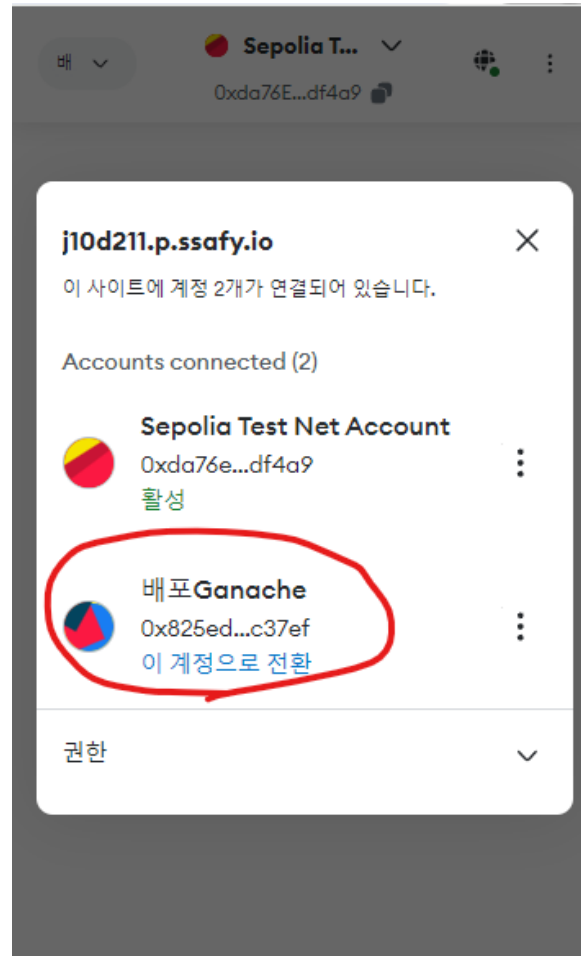 배
Sepolia T...
0xda76E...df4a9
j10d211.p.ssafy.io
이 사이트에 계정 2개가 연결되어 있습니다.
Accounts connected (2)
Sepolia Test Net Account
0xda76e...df4a9
활성
배포Ganache
0x825ed...c37ef
이 계정으로 전환
권한